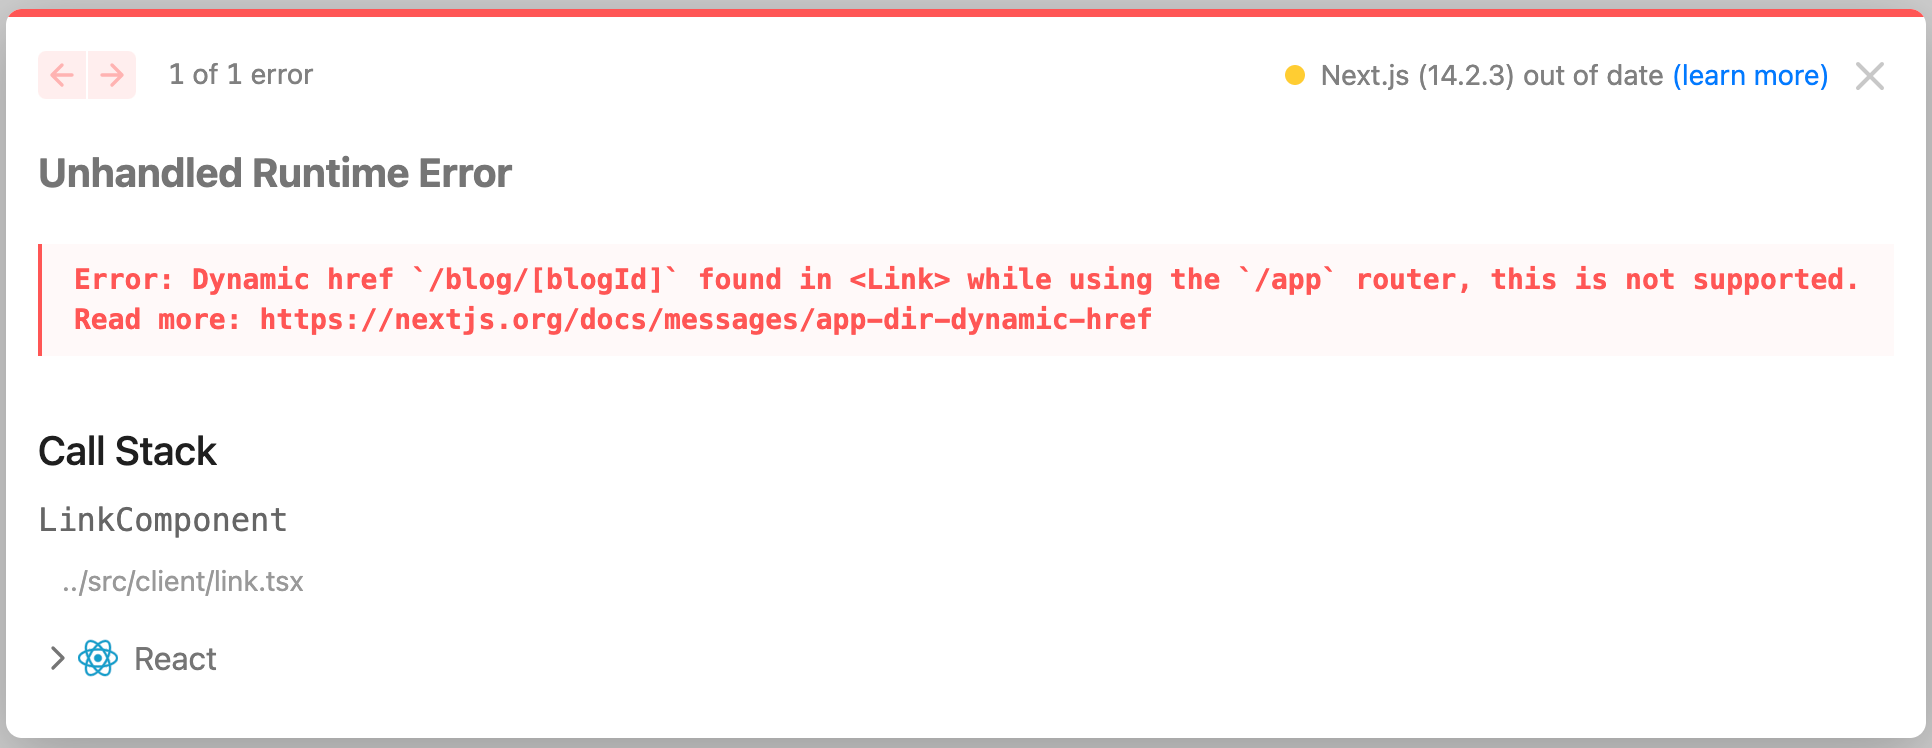 1 of 1 error
Next.js (14.2.3) out of date (learn more)
Unhandled Runtime Error
Error: Dynamic href `/blog/[blogId]` found in <Link> while using the `/app` router, this is not supported.
Read more: https://nextjs.org/docs/messages/app-dir-dynamic-href
Call Stack
LinkComponent
../src/client/link.tsx
React